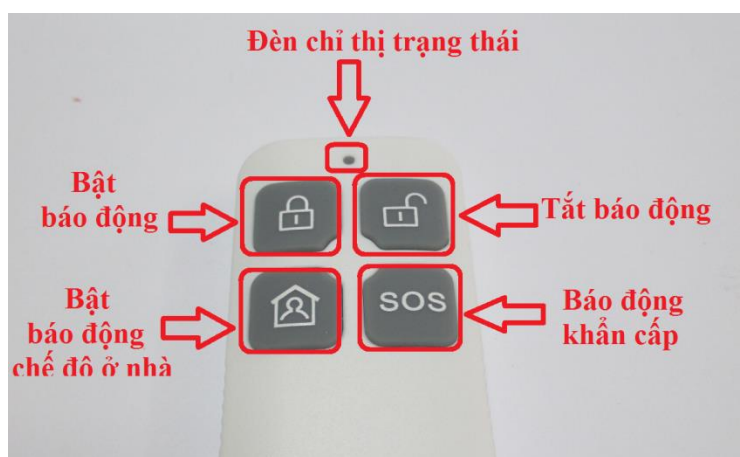 Đèn chỉ thị trạng thái
Bật
báo động
Tắt báo động
Bật
báo động
chế độ ở nhà
SOS
Báo động
khẩn cấp